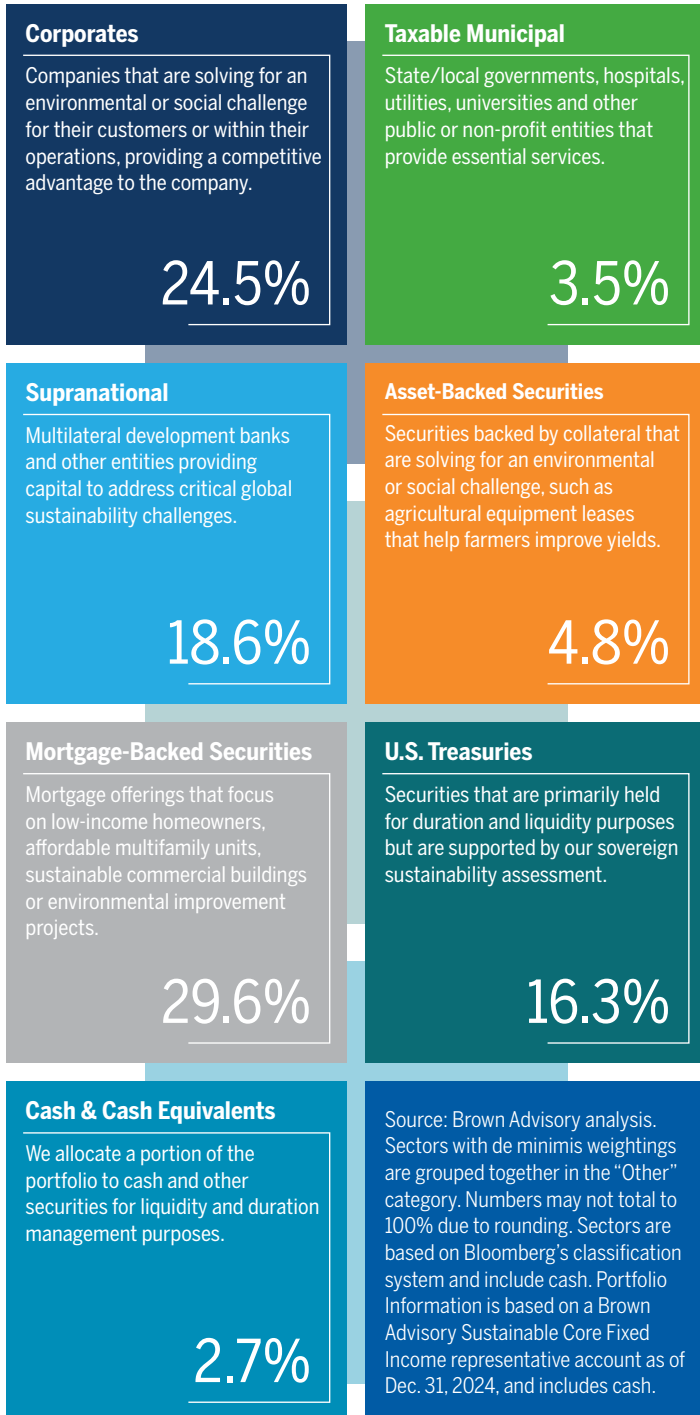 Corporates
Companies that are solving for an
environmental or social challenge
for their customers or within their
operations, providing a competitive
advantage to the company.
24.5%
Taxable Municipal
State/local governments, hospitals,
utilities, universities and other
public or non-profit entities that
provide essential services.
3.5%
Supranational
Multilateral development banks
and other entities providing
capital to address critical global
sustainability challenges.
18.6%
Asset-Backed Securities
Securities backed by collateral that
are solving for an environmental
or social challenge, such as
agricultural equipment leases
that help farmers improve yields.
4.8%
Mortgage-Backed Securities
Mortgage offerings that focus
on low-income homeowners,
affordable multifamily units,
sustainable commercial buildings
or environmental improvement
projects.
29.6%
U.S. Treasuries
Securities that are primarily held
for duration and liquidity purposes
but are supported by our sovereign
sustainability assessment.
16.3%
Cash & Cash Equivalents
We allocate a portion of the
portfolio to cash and other
securities for liquidity and duration
management purposes.
2.7%
Source: Brown Advisory analysis.
Sectors with de minimis weightings
are grouped together in the “Other”
category. Numbers may not total to
100% due to rounding. Sectors are
based on Bloomberg’s classification
system and include cash. Portfolio
Information is based on a Brown
Advisory Sustainable Core Fixed
Income representative account as of
Dec. 31, 2024, and includes cash.